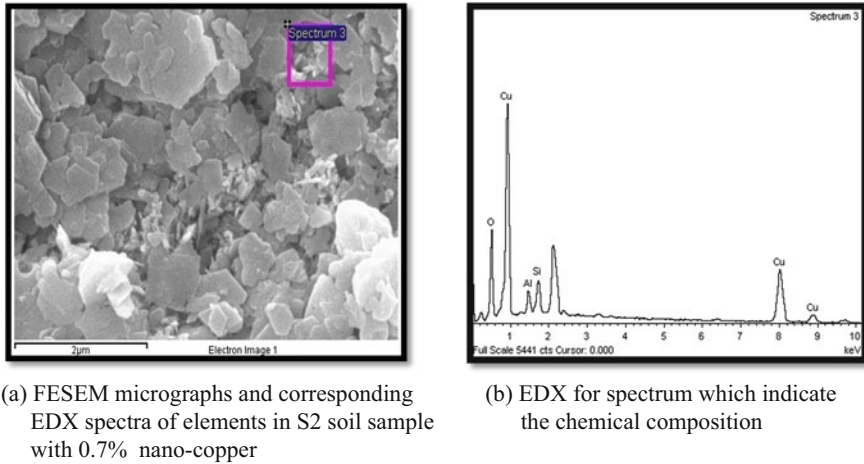 Spectrum 3
2μm
Electron Image 1
Spectrum 3
Cu
O
Al
Si
Cu
Cu
1 2 3 4 5 6 7 8 9 10
Full Scale 5441 cts Cursor: 0.000
keV
(a) FESEM micrographs and corresponding
EDX spectra of elements in S2 soil sample
with 0.7% nano-copper
(b) EDX for spectrum which indicate
the chemical composition